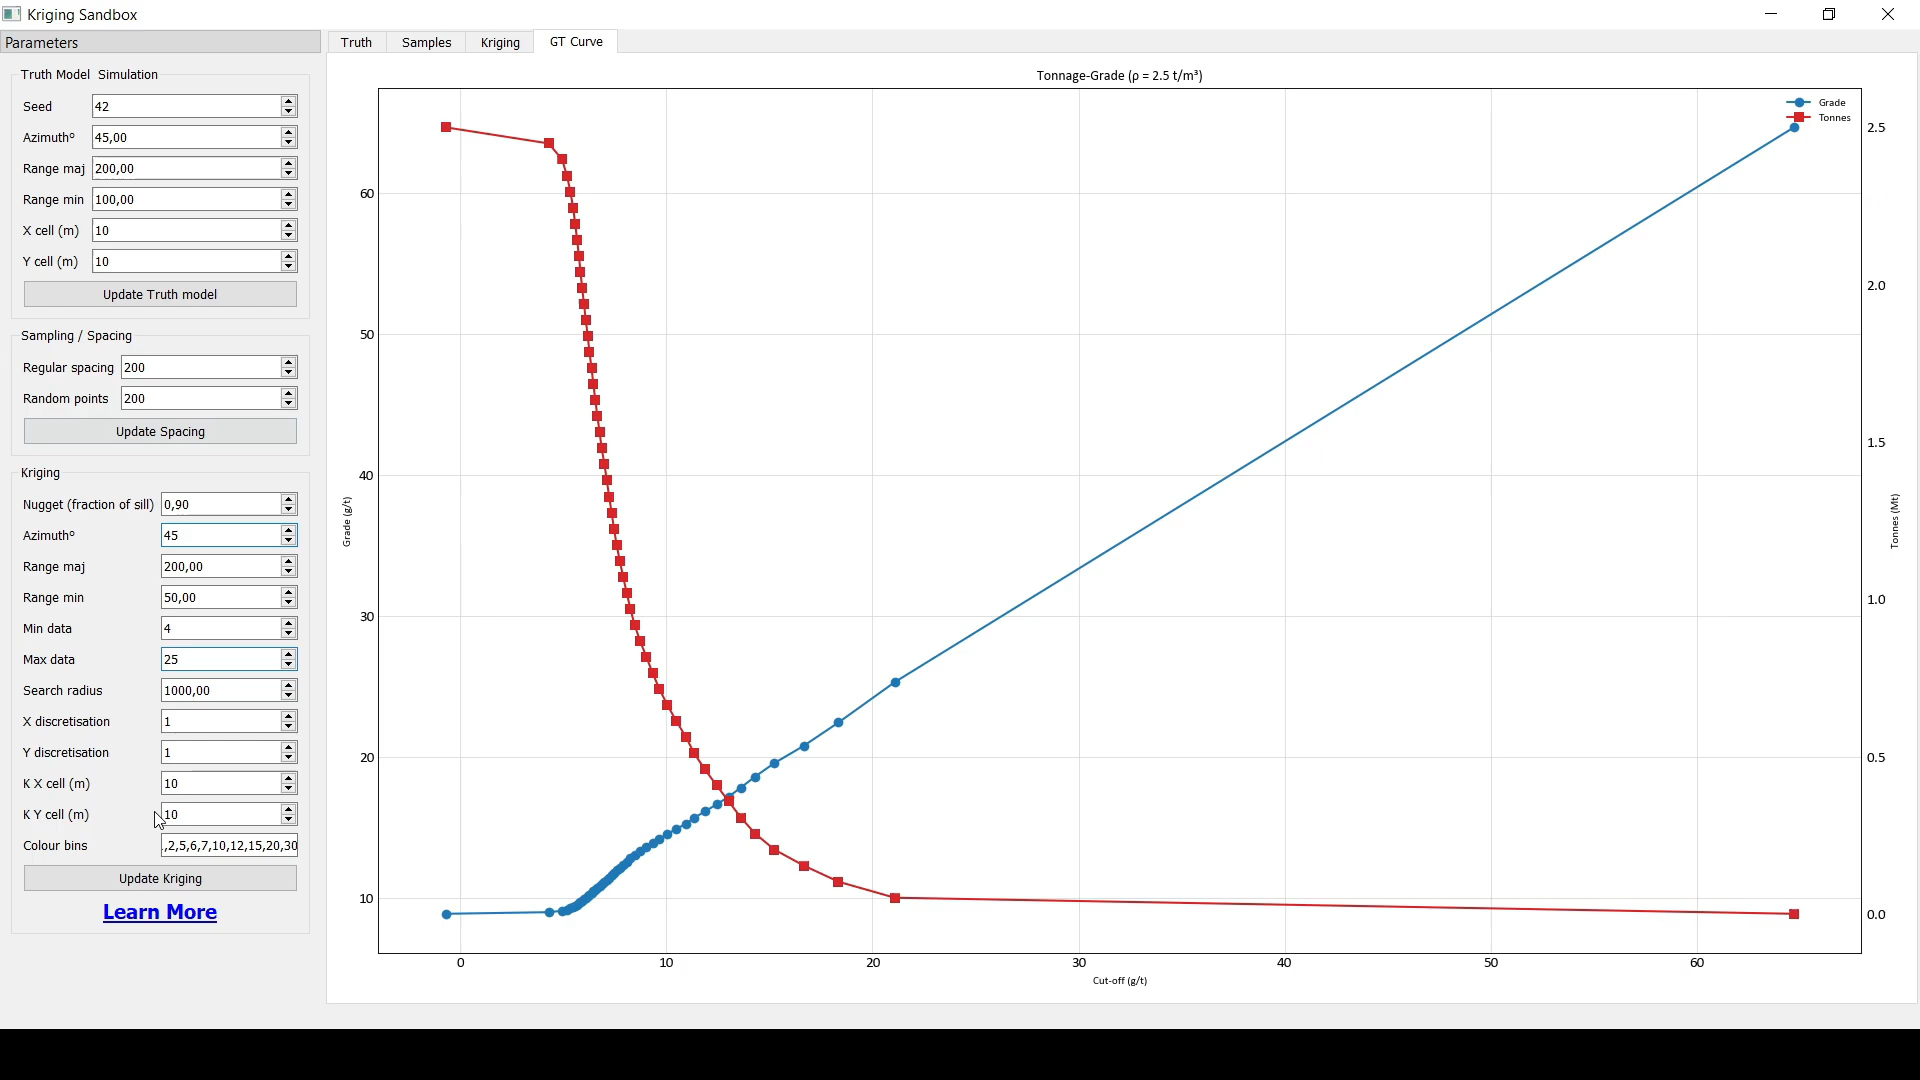 Kriging Sandbox
Parameters
Truth Model Simulation
Seed 42
Azimuth° 45,00
Range maj 200,00
Range min 100,00
X cell (m) 10
Y cell (m) 10
Update Truth model
Sampling / Spacing
Regular spacing 200
Random points 200
Update Spacing
Kriging
Nugget (fraction of sill) 0,90
Azimuth° 45
Range maj 200,00
Range min 50,00
Min data 4
Max data 25
Search radius 1000,00
X discretisation 1
Y discretisation 1
K X cell (m) 10
K Y cell (m) 10
Colour bins ,2,5,6,7,10,12,15,20,30
Update Kriging
Learn More
Truth Samples Kriging GT Curve
Tonnage-Grade (ρ = 2.5 t/m³)
Grade
Tonnes
60
50
40
30
20
10
Grade (g/t)
2.5
2.0
1.5
1.0
0.5
0.0
Tonnes (Mt)
0 10 20 30 40 50 60
Cut-off (g/t)